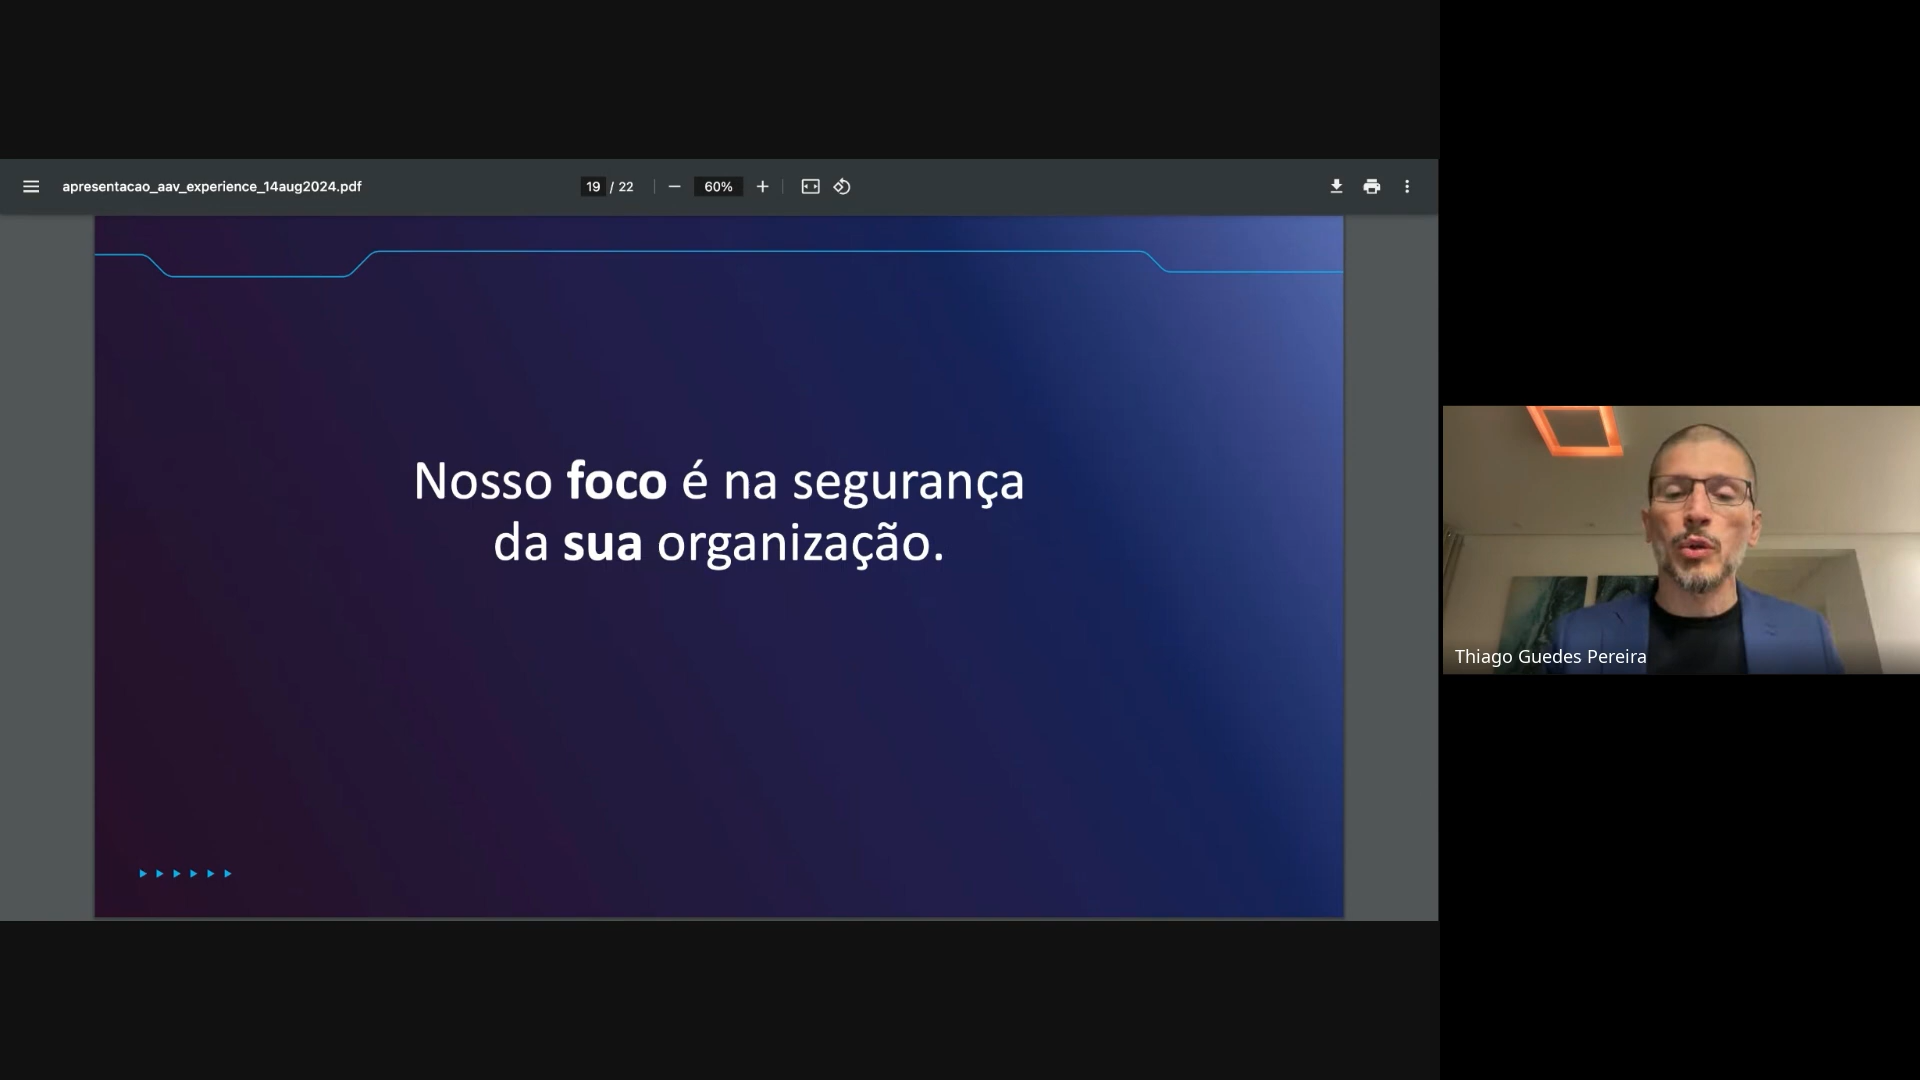 apresentacao_aav_experience_14aug2024.pdf
19 / 22
60%
Nosso foco é na segurança
da sua organização.
Thiago Guedes Pereira